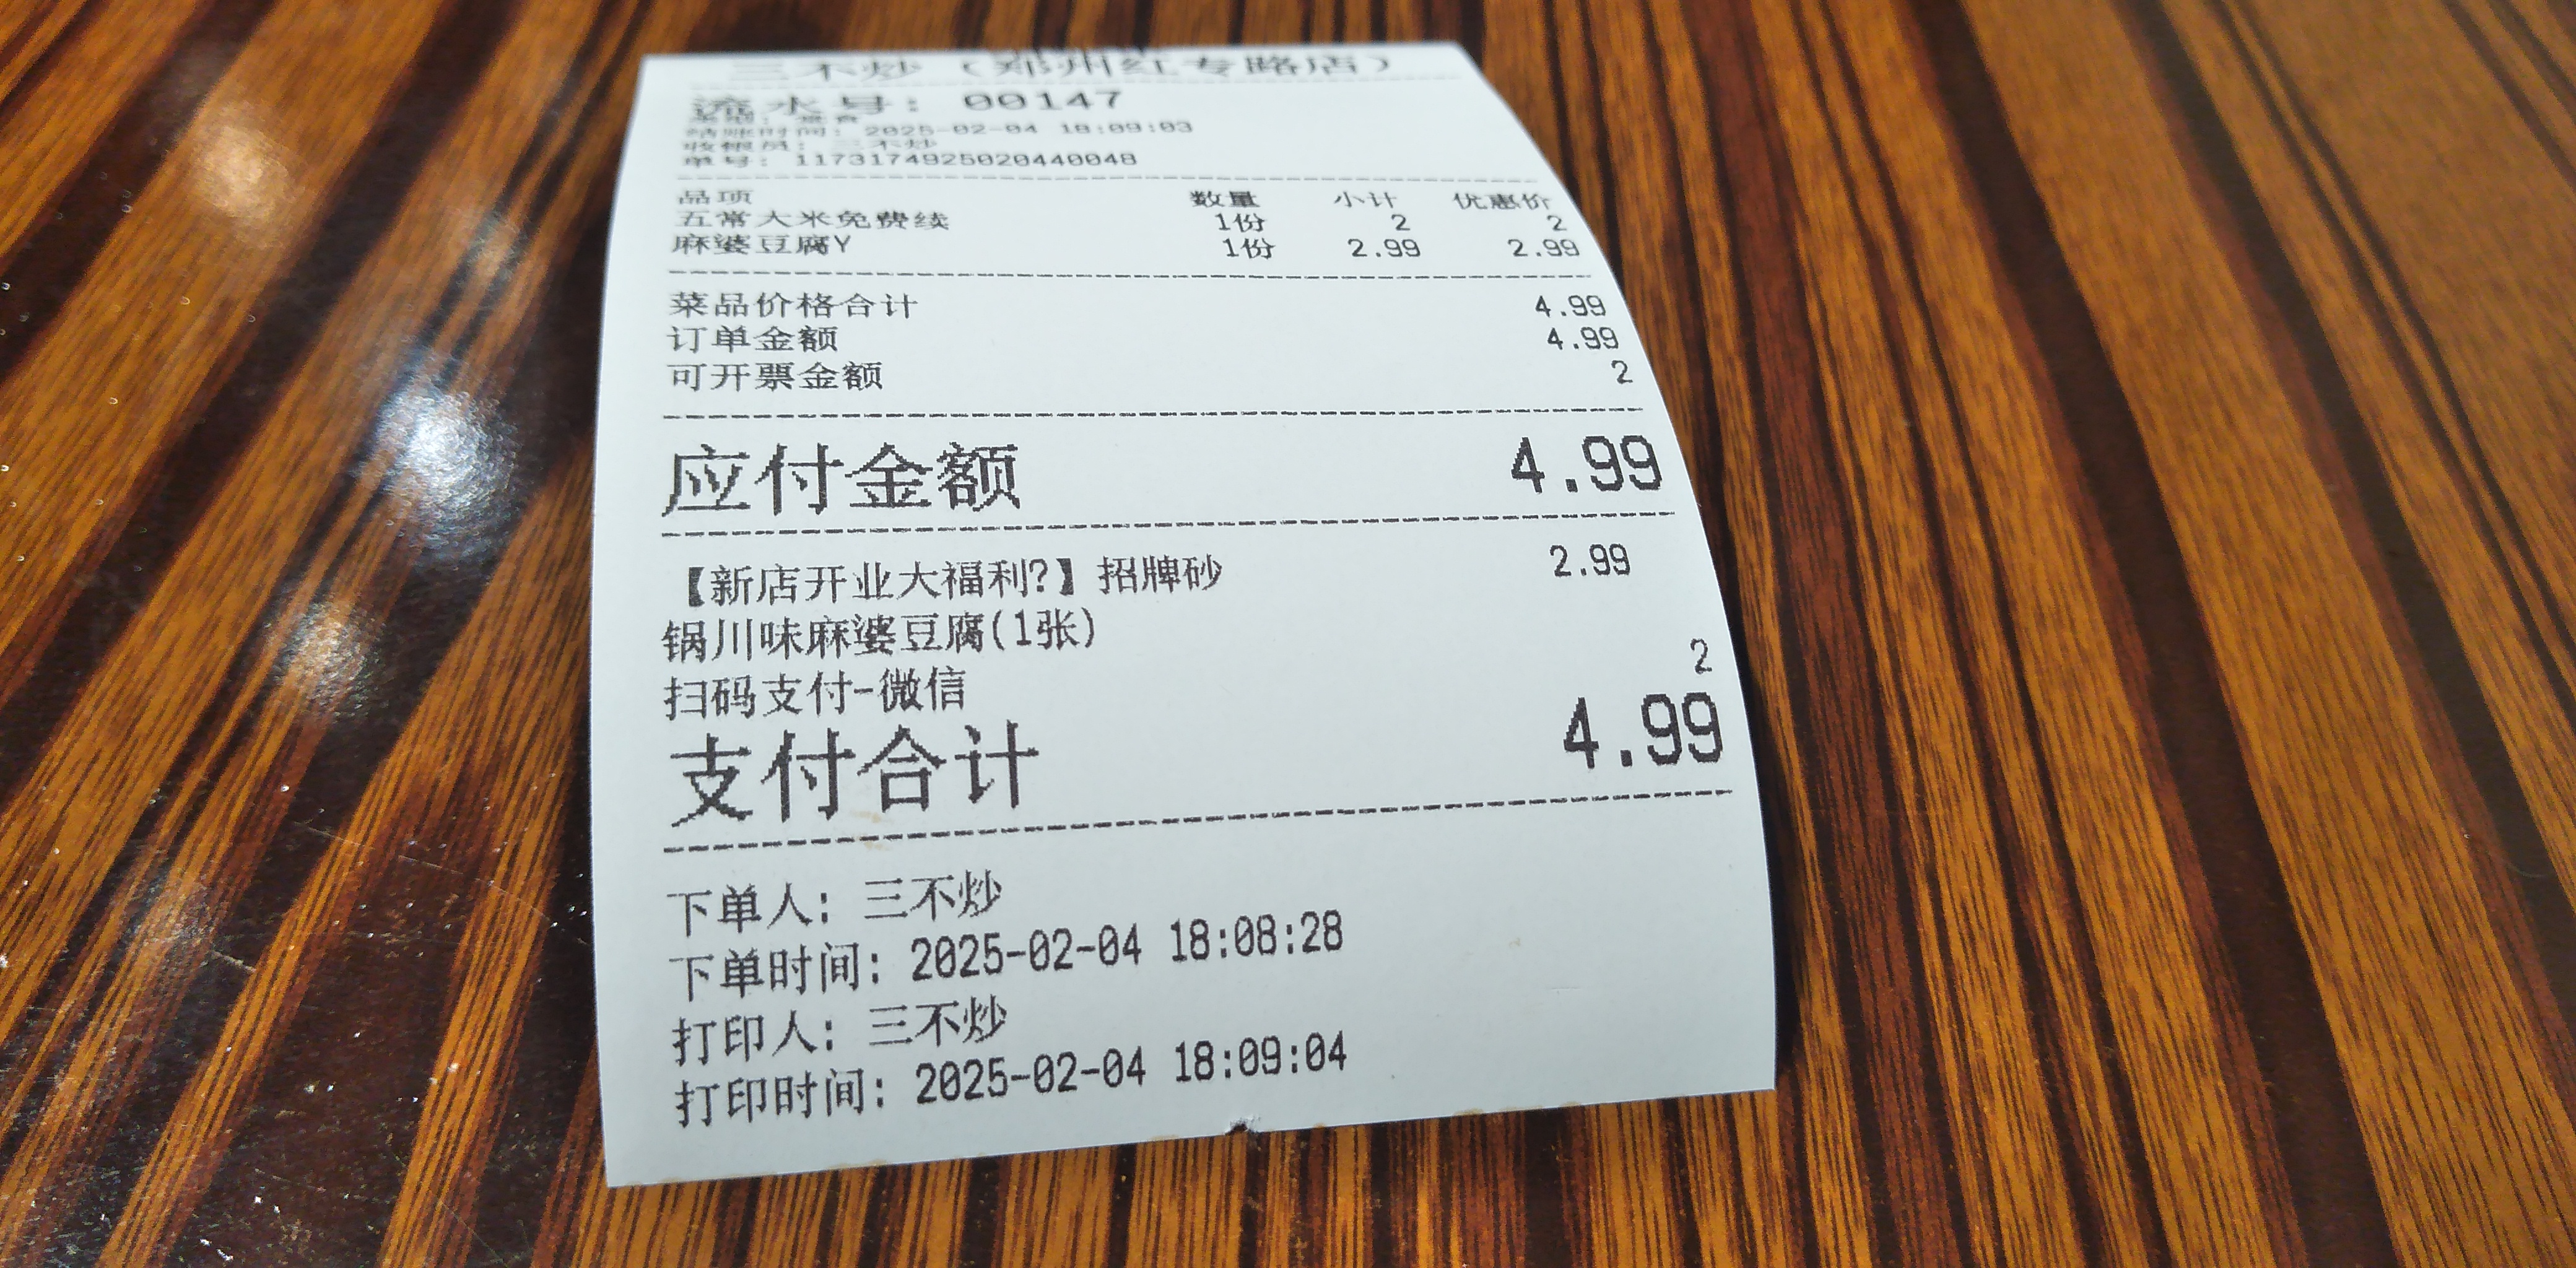 三不炒（郑州红专路店）
流水号: 00147
类型: 堂食
结账时间: 2025-02-04 18:09:03
收银员: 三不炒
单号: 1173174925020440048
品项 数量 小计 优惠价
五常大米免费续 1份 2 2
麻婆豆腐Y 1份 2.99 2.99
菜品价格合计 4.99
订单金额 4.99
可开票金额 2
应付金额 4.99
【新店开业大福利?】招牌砂 2.99
锅川味麻婆豆腐(1张)
扫码支付-微信 2
支付合计 4.99
下单人: 三不炒
下单时间: 2025-02-04 18:08:28
打印人: 三不炒
打印时间: 2025-02-04 18:09:04